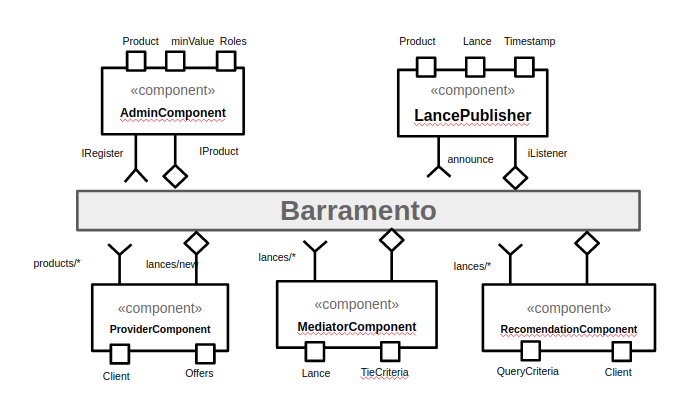 Product minValue Roles
Product Lance Timestamp
«component»
AdminComponent
«component»
LancePublisher
IRegister
IProduct
announce
iListener
Barramento
products/*
lances/new
lances/*
lances/*
«component»
ProviderComponent
«component»
MediatorComponent
«component»
RecomendationComponent
Client
Offers
Lance
TieCriteria
QueryCriteria
Client